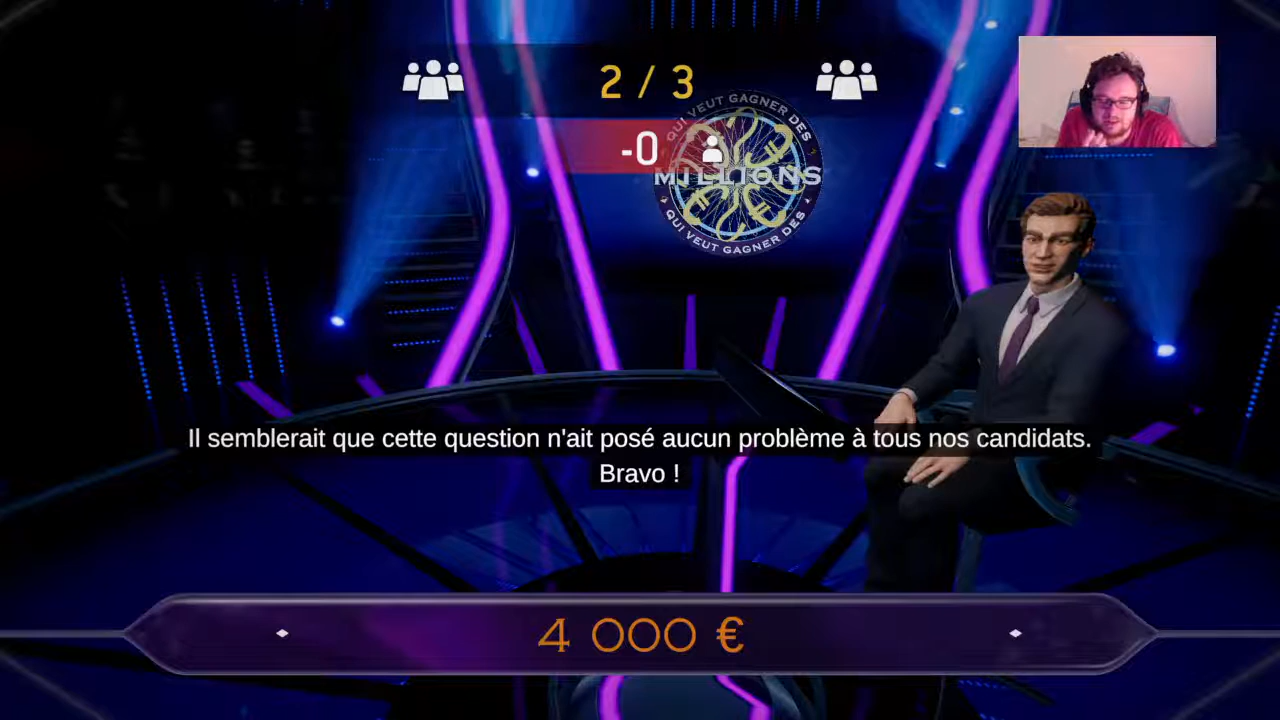 2 / 3
-0
QUI VEUT GAGNER DES
MILLIONS
QUI VEUT GAGNER DES
Il semblerait que cette question n'ait posé aucun problème à tous nos candidats.
Bravo !
4 000 €